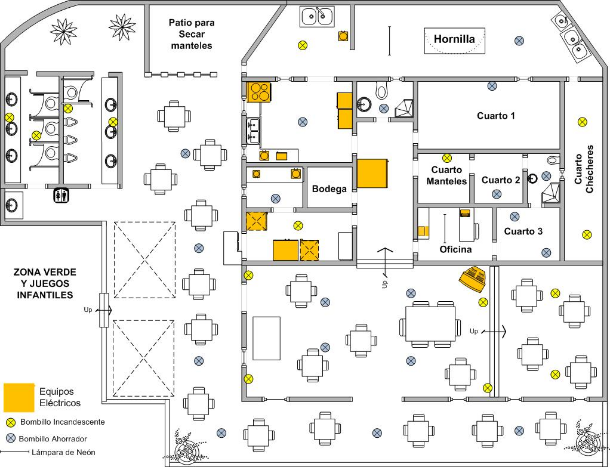 Patio para
Secar
manteles
Hornilla
Cuarto 1
Cuarto
Chécheres
Cuarto
Manteles
Cuarto 2
Bodega
Cuarto 3
Oficina
ZONA VERDE
Y JUEGOS
INFANTILES
Up
Up
Up
Equipos
Eléctricos
Bombillo Incandescente
Bombillo Ahorrador
Lámpara de Neón